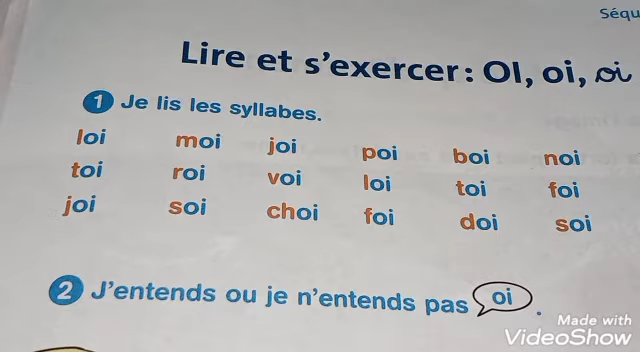 Séqu
Lire et s'exercer : OI, oi, oi
1 Je lis les syllabes.
loi moi joi poi boi noi
toi roi voi loi toi foi
joi soi choi foi doi soi
2 J'entends ou je n'entends pas oi .
Made with
VideoShow